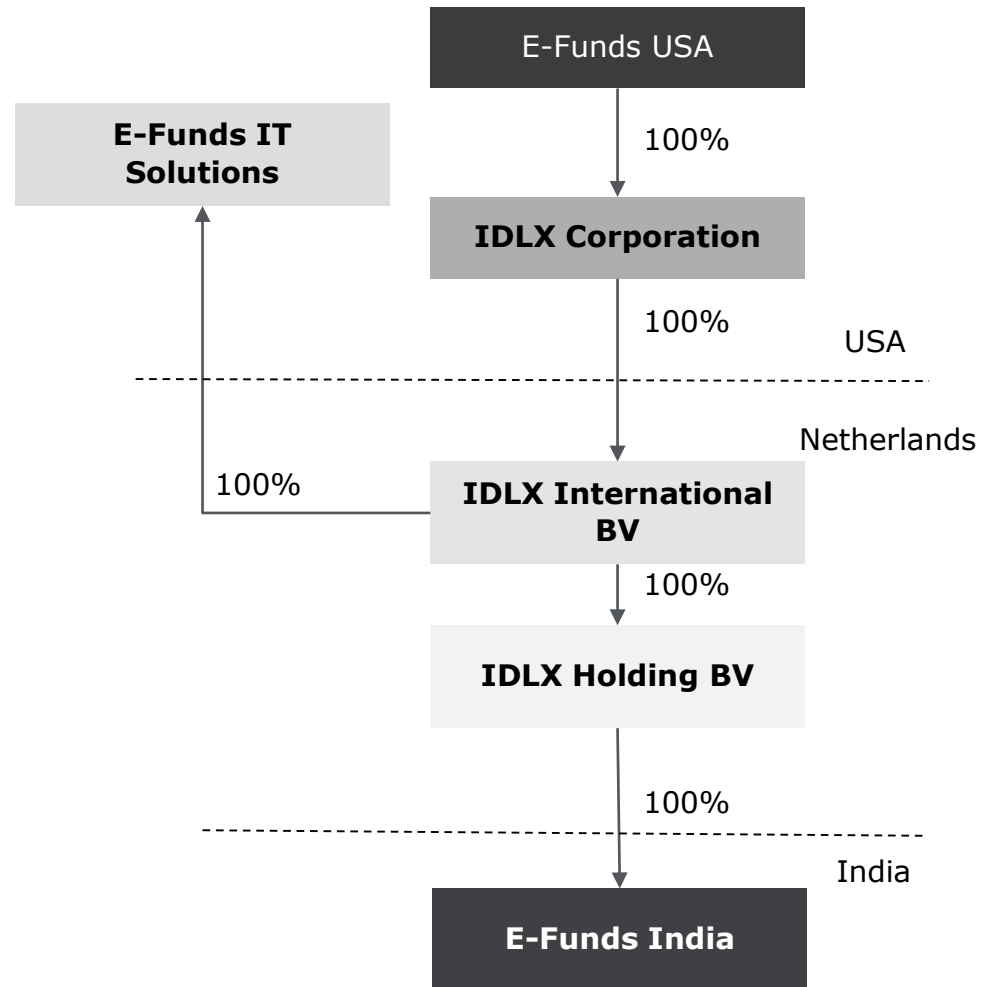 E-Funds USA
100%
E-Funds IT
Solutions
IDLX Corporation
100%
USA
Netherlands
100%
IDLX International
BV
100%
IDLX Holding BV
100%
India
E-Funds India